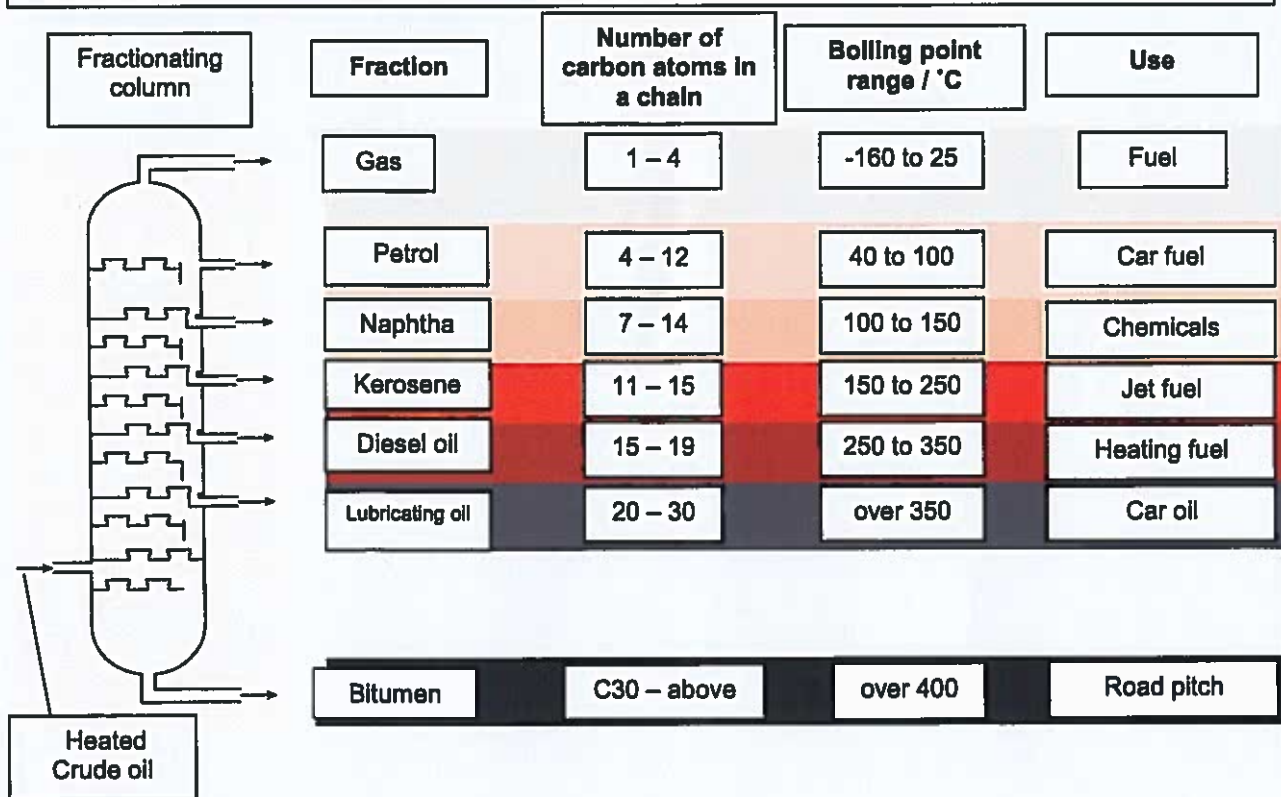 Fractionating
column
Fraction
Number of
carbon atoms in
a chain
Boiling point
range / °C
Use
Gas
1 – 4
-160 to 25
Fuel
Petrol
4 – 12
40 to 100
Car fuel
Naphtha
7 – 14
100 to 150
Chemicals
Kerosene
11 – 15
150 to 250
Jet fuel
Diesel oil
15 – 19
250 to 350
Heating fuel
Lubricating oil
20 – 30
over 350
Car oil
Bitumen
C30 – above
over 400
Road pitch
Heated
Crude oil